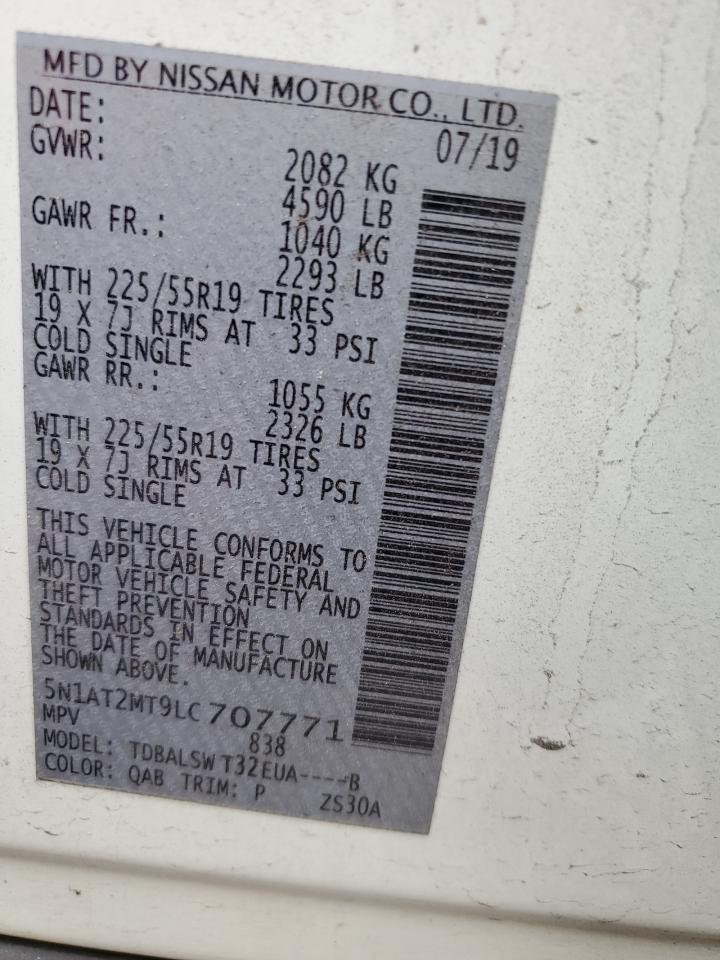 MFD BY NISSAN MOTOR CO., LTD.
DATE: 07/19
GVWR: 2082 KG
4590 LB
GAWR FR.: 1040 KG
2293 LB
WITH 225/55R19 TIRES
19 X 7J RIMS AT 33 PSI
COLD SINGLE
GAWR RR.: 1055 KG
2326 LB
WITH 225/55R19 TIRES
19 X 7J RIMS AT 33 PSI
COLD SINGLE
THIS VEHICLE CONFORMS TO
ALL APPLICABLE FEDERAL
MOTOR VEHICLE SAFETY AND
THEFT PREVENTION
STANDARDS IN EFFECT ON
THE DATE OF MANUFACTURE
SHOWN ABOVE.
5N1AT2MT9LC707771
MPV 838
MODEL: TDBALSW T32EUA----B
COLOR: QAB TRIM: P ZS30A